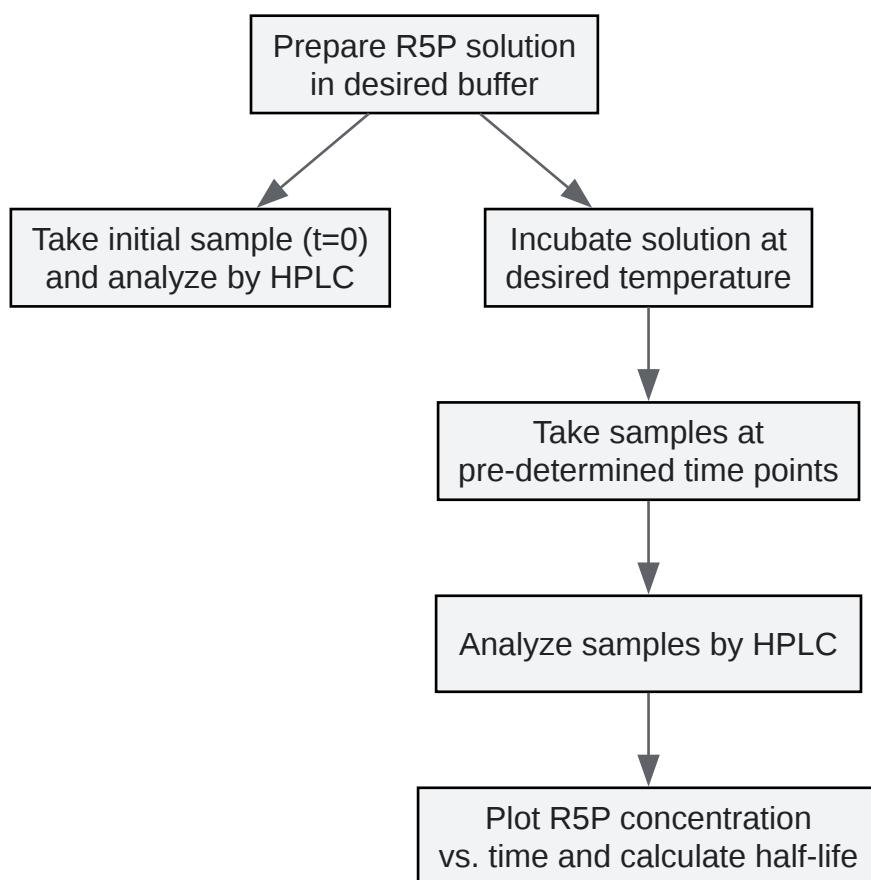 Prepare R5P solution
in desired buffer
Take initial sample (t=0)
and analyze by HPLC
Incubate solution at
desired temperature
Take samples at
pre-determined time points
Analyze samples by HPLC
Plot R5P concentration
vs. time and calculate half-life